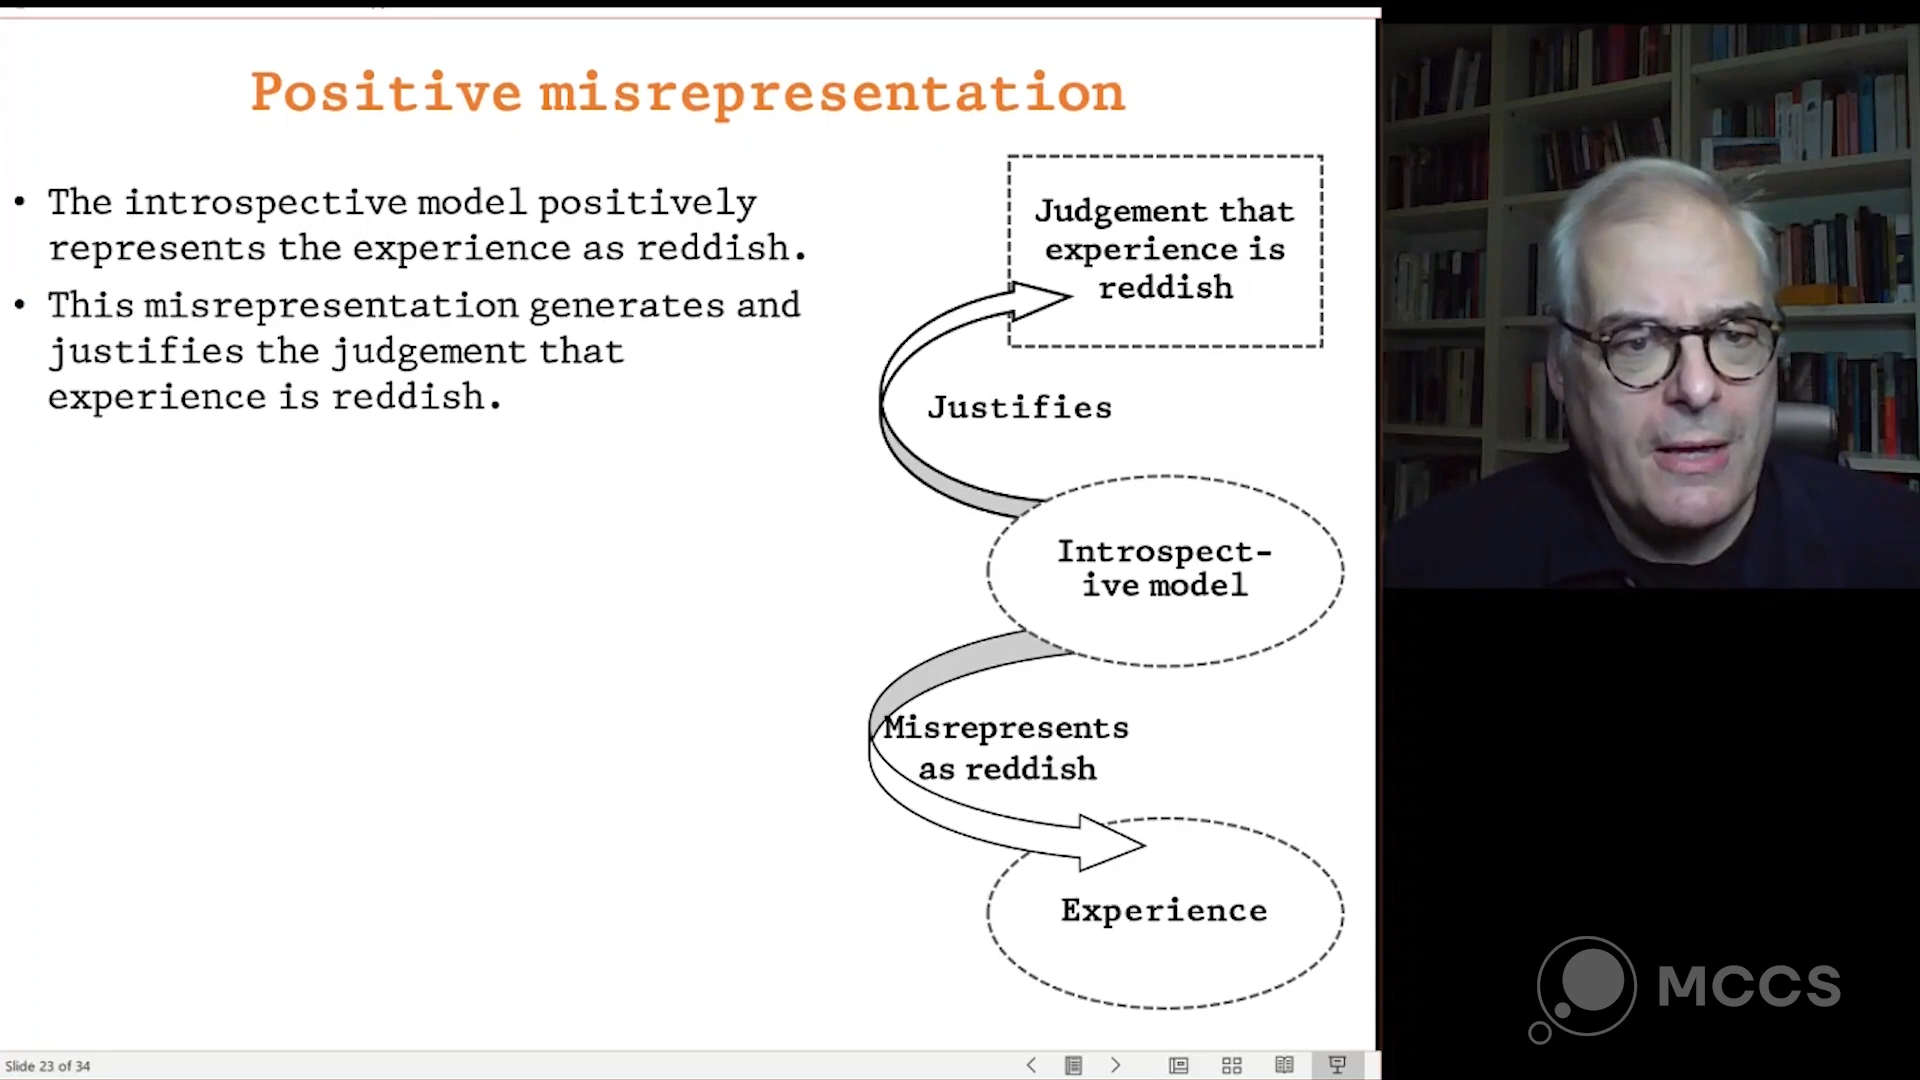 Positive misrepresentation
• The introspective model positively
represents the experience as reddish.
• This misrepresentation generates and
justifies the judgement that
experience is reddish.
Judgement that
experience is
reddish
Justifies
Introspect-
ive model
Misrepresents
as reddish
Experience
MCCS
Slide 23 of 34